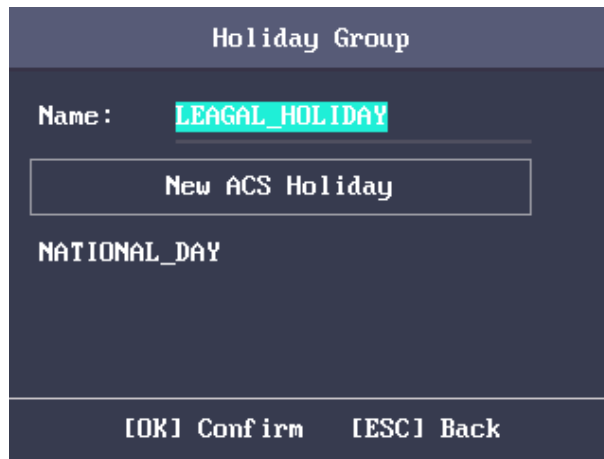 Holiday Group
Name: LEAGAL_HOLIDAY
New ACS Holiday
NATIONAL_DAY
[OK] Confirm [ESC] Back